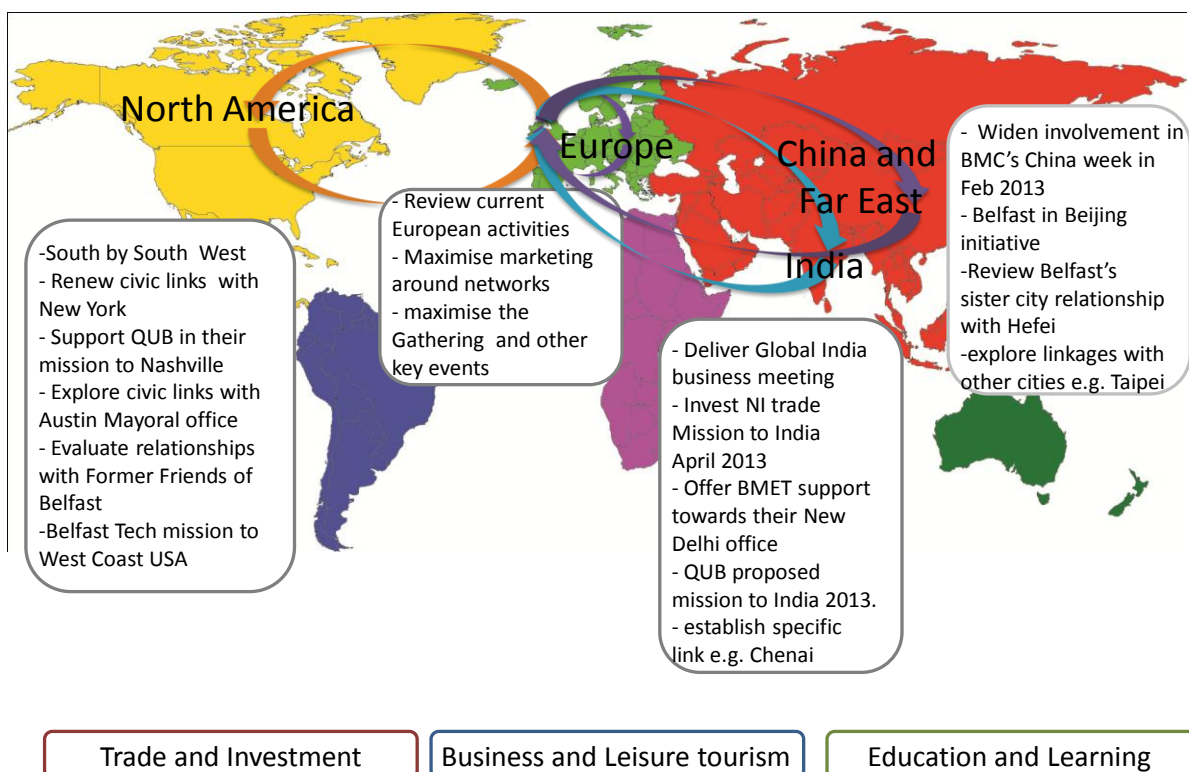 North America
Europe
China and
Far East
India
-South by South West
- Renew civic links with
New York
- Support QUB in their
mission to Nashville
- Explore civic links with
Austin Mayoral office
- Evaluate relationships
with Former Friends of
Belfast
-Belfast Tech mission to
West Coast USA
- Review current
European activities
- Maximise marketing
around networks
- maximise the
Gathering and other
key events
- Deliver Global India
business meeting
- Invest NI trade
Mission to India
April 2013
- Offer BMET support
towards their New
Delhi office
- QUB proposed
mission to India 2013.
- establish specific
link e.g. Chenai
- Widen involvement in
BMC's China week in
Feb 2013
- Belfast in Beijing
initiative
-Review Belfast's
sister city relationship
with Hefei
-explore linkages with
other cities e.g. Taipei
Trade and Investment
Business and Leisure tourism
Education and Learning